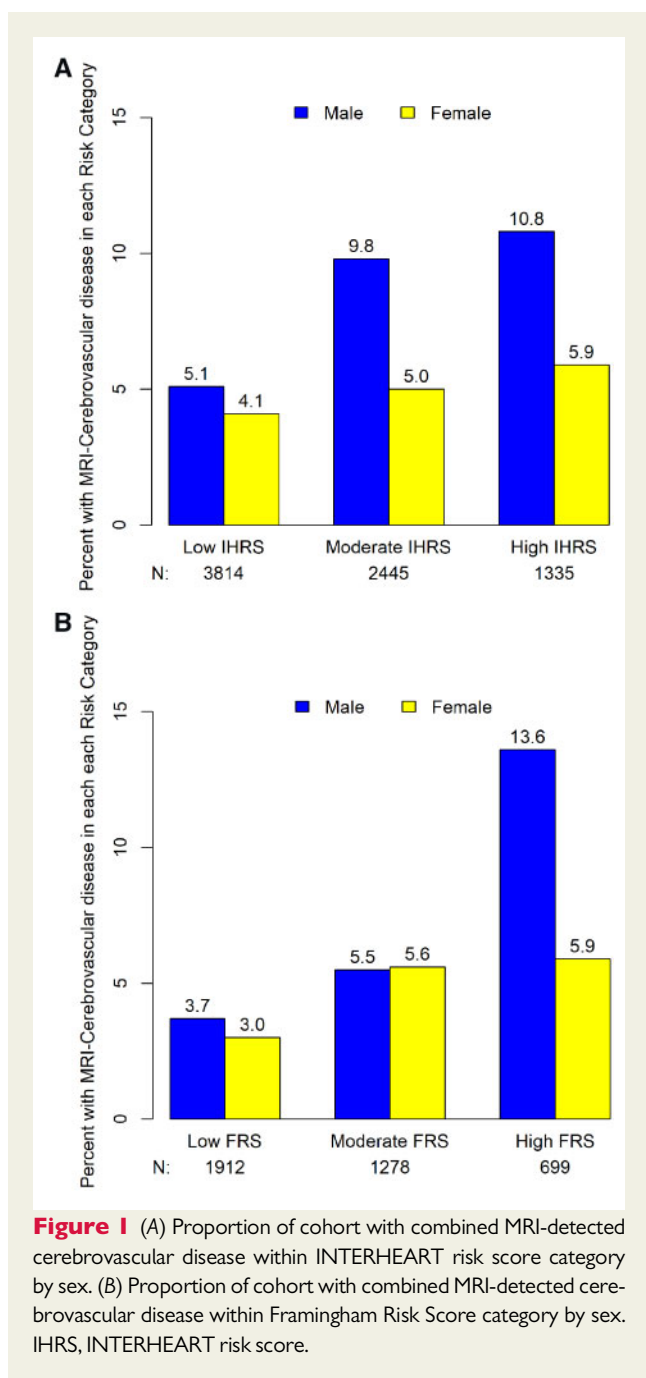 A
Percent with MRI-Cerebrovascular disease in each Risk Category
Male Female
15
10
5
0
5.1
4.1
9.8
5.0
10.8
5.9
Low IHRS Moderate IHRS High IHRS
N: 3814 2445 1335
B
Percent with MRI-Cerebrovascular disease in each each Risk Category
Male Female
15
10
5
0
3.7
3.0
5.5
5.6
13.6
5.9
Low FRS Moderate FRS High FRS
N: 1912 1278 699
Figure 1 (A) Proportion of cohort with combined MRI-detected
cerebrovascular disease within INTERHEART risk score category
by sex. (B) Proportion of cohort with combined MRI-detected cere-
brovascular disease within Framingham Risk Score category by sex.
IHRS, INTERHEART risk score.